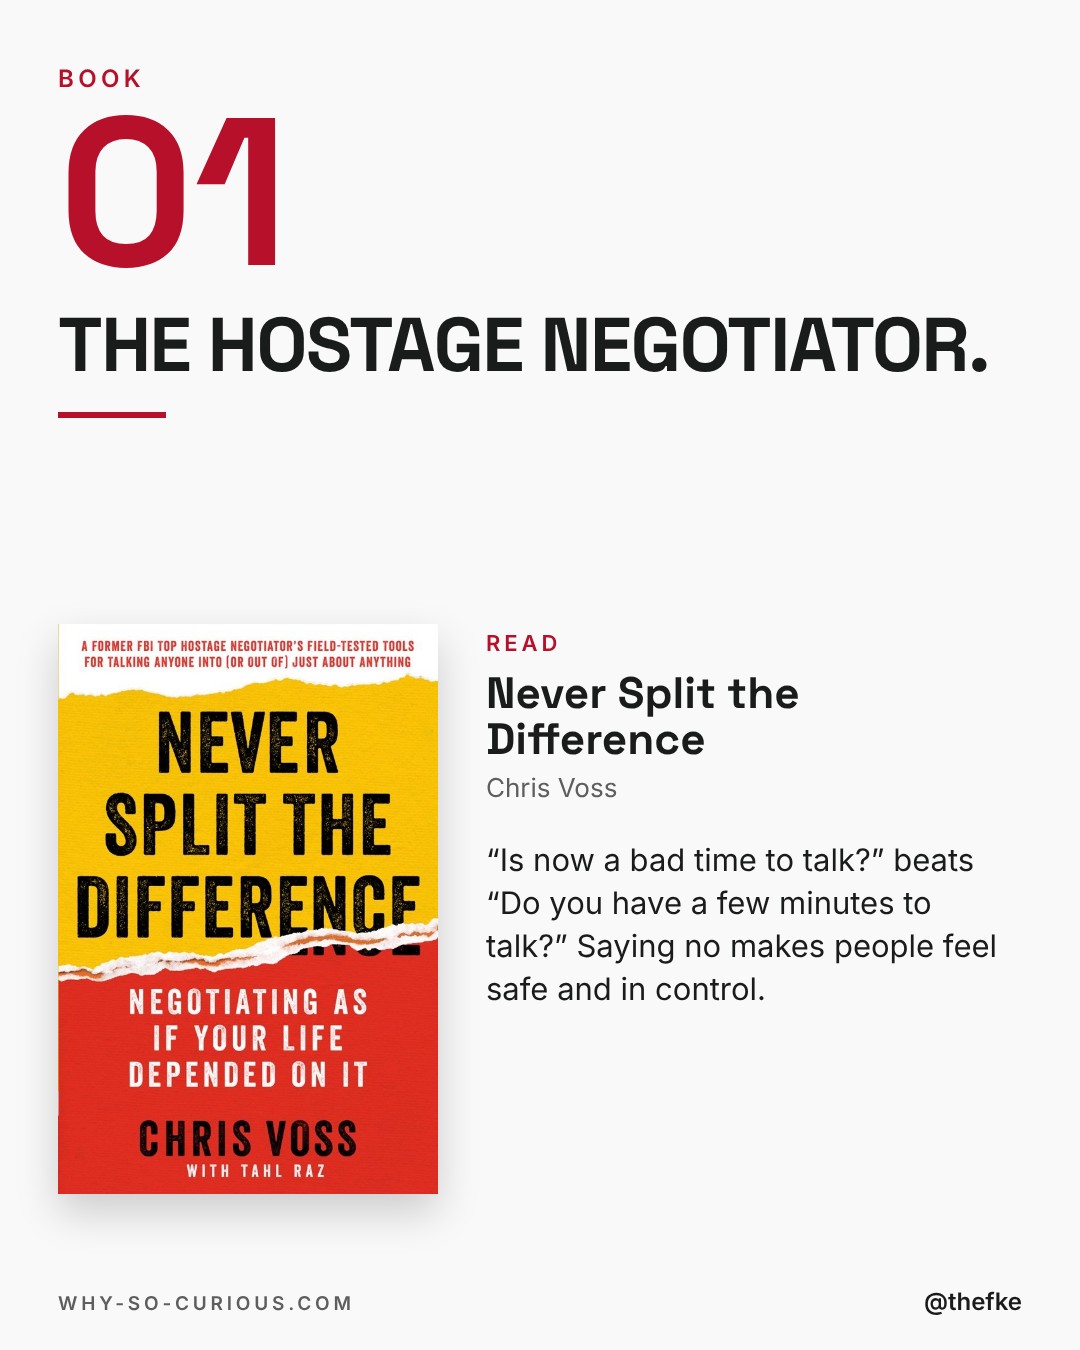 BOOK
01
THE HOSTAGE NEGOTIATOR.
A FORMER FBI TOP HOSTAGE NEGOTIATOR'S FIELD-TESTED TOOLS
FOR TALKING ANYONE INTO (OR OUT OF) JUST ABOUT ANYTHING
NEVER
SPLIT THE
DIFFERENCE
NEGOTIATING AS
IF YOUR LIFE
DEPENDED ON IT
CHRIS VOSS
WITH TAHL RAZ
READ
Never Split the
Difference
Chris Voss
“Is now a bad time to talk?” beats
“Do you have a few minutes to
talk?” Saying no makes people feel
safe and in control.
WHY-SO-CURIOUS.COM
@thefke